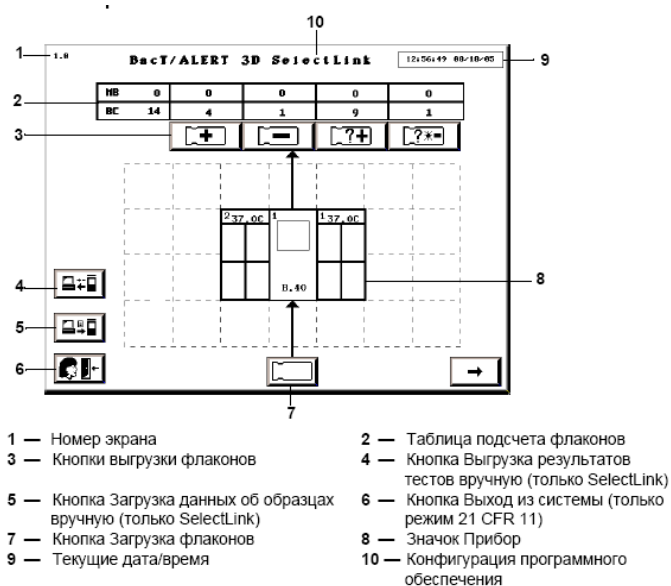 10
1.0
BacT/ALERT 3D SelectLink
12:56:49 08/18/05
1
9
MB 0 0 0 0 0
BC 14 4 1 9 1
2
3
+ − ?+ ?*-
2 37.0C 1 1 37.0C
B.40
4
8
5
6
7
1 — Номер экрана
2 — Таблица подсчета флаконов
3 — Кнопки выгрузки флаконов
4 — Кнопка Выгрузка результатов
тестов вручную (только SelectLink)
5 — Кнопка Загрузка данных об образцах
вручную (только SelectLink)
6 — Кнопка Выход из системы (только
режим 21 CFR 11)
7 — Кнопка Загрузка флаконов
8 — Значок Прибор
9 — Текущие дата/время
10 — Конфигурация программного
обеспечения